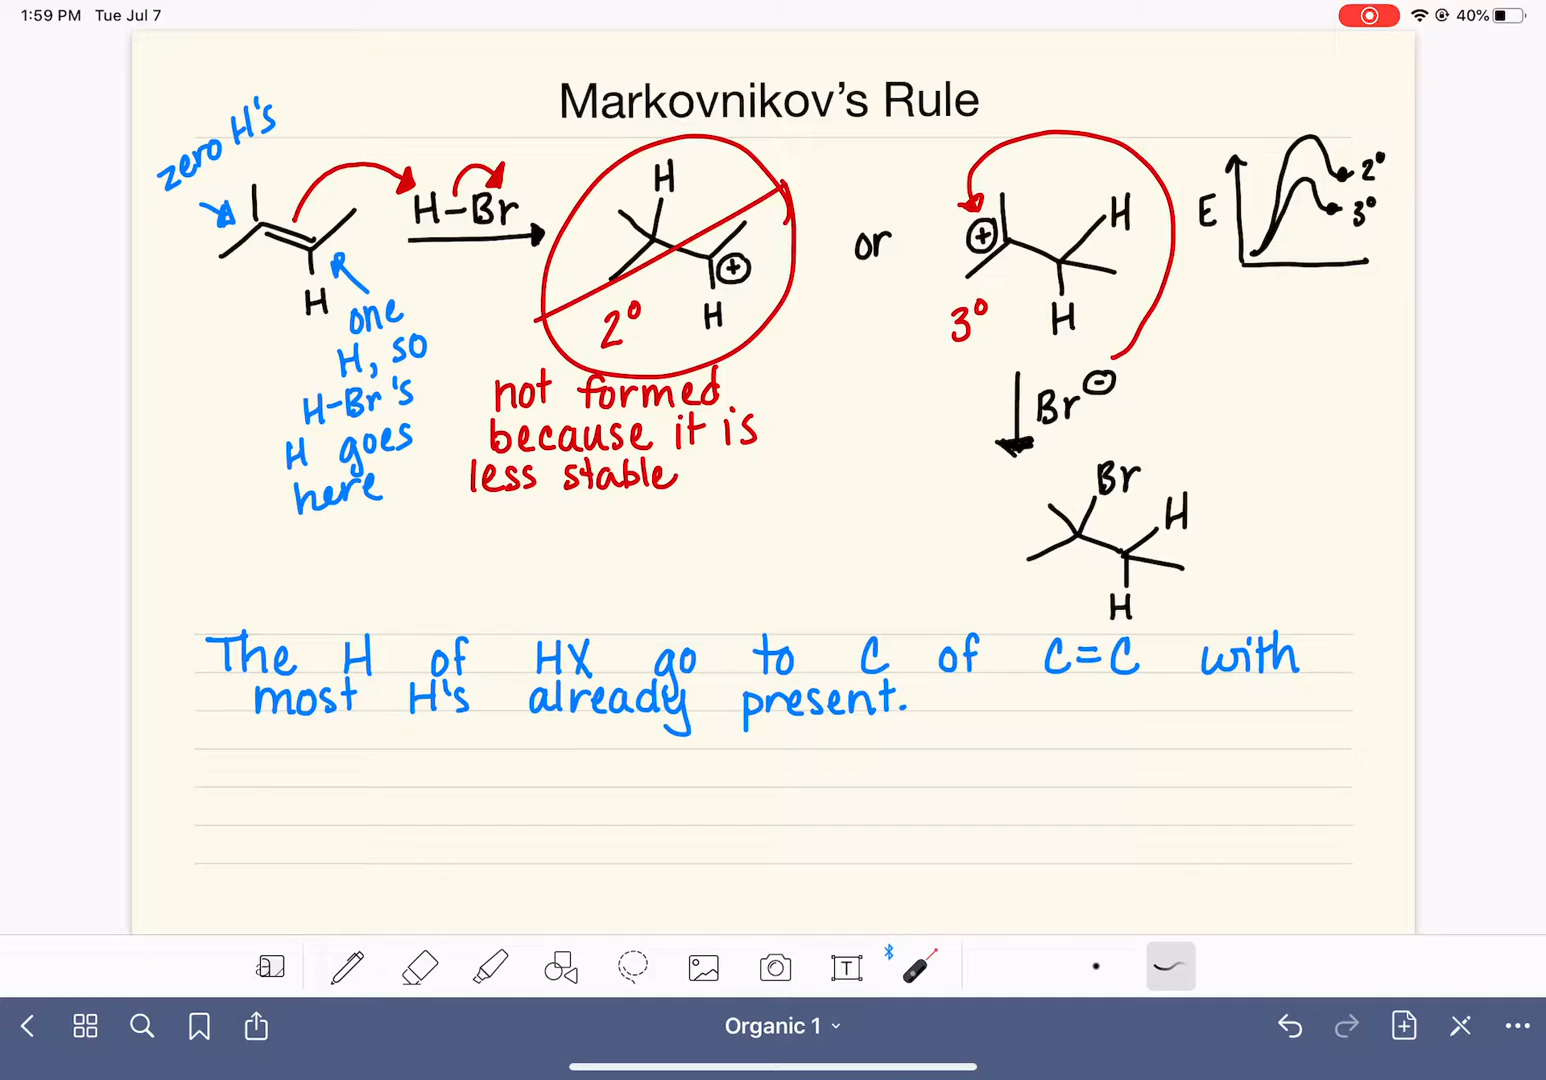 1:59 PM Tue Jul 7
40%
Markovnikov's Rule
zero H's
H
H-Br
one
H, so
H-Br's
H goes
here
H
H
2°
not formed
because it is
less stable
or
H
H
3°
E
2°
3°
Br⊖
Br
H
H
The H of HX go to C of C=C with
most H's already present.
T
Organic 1